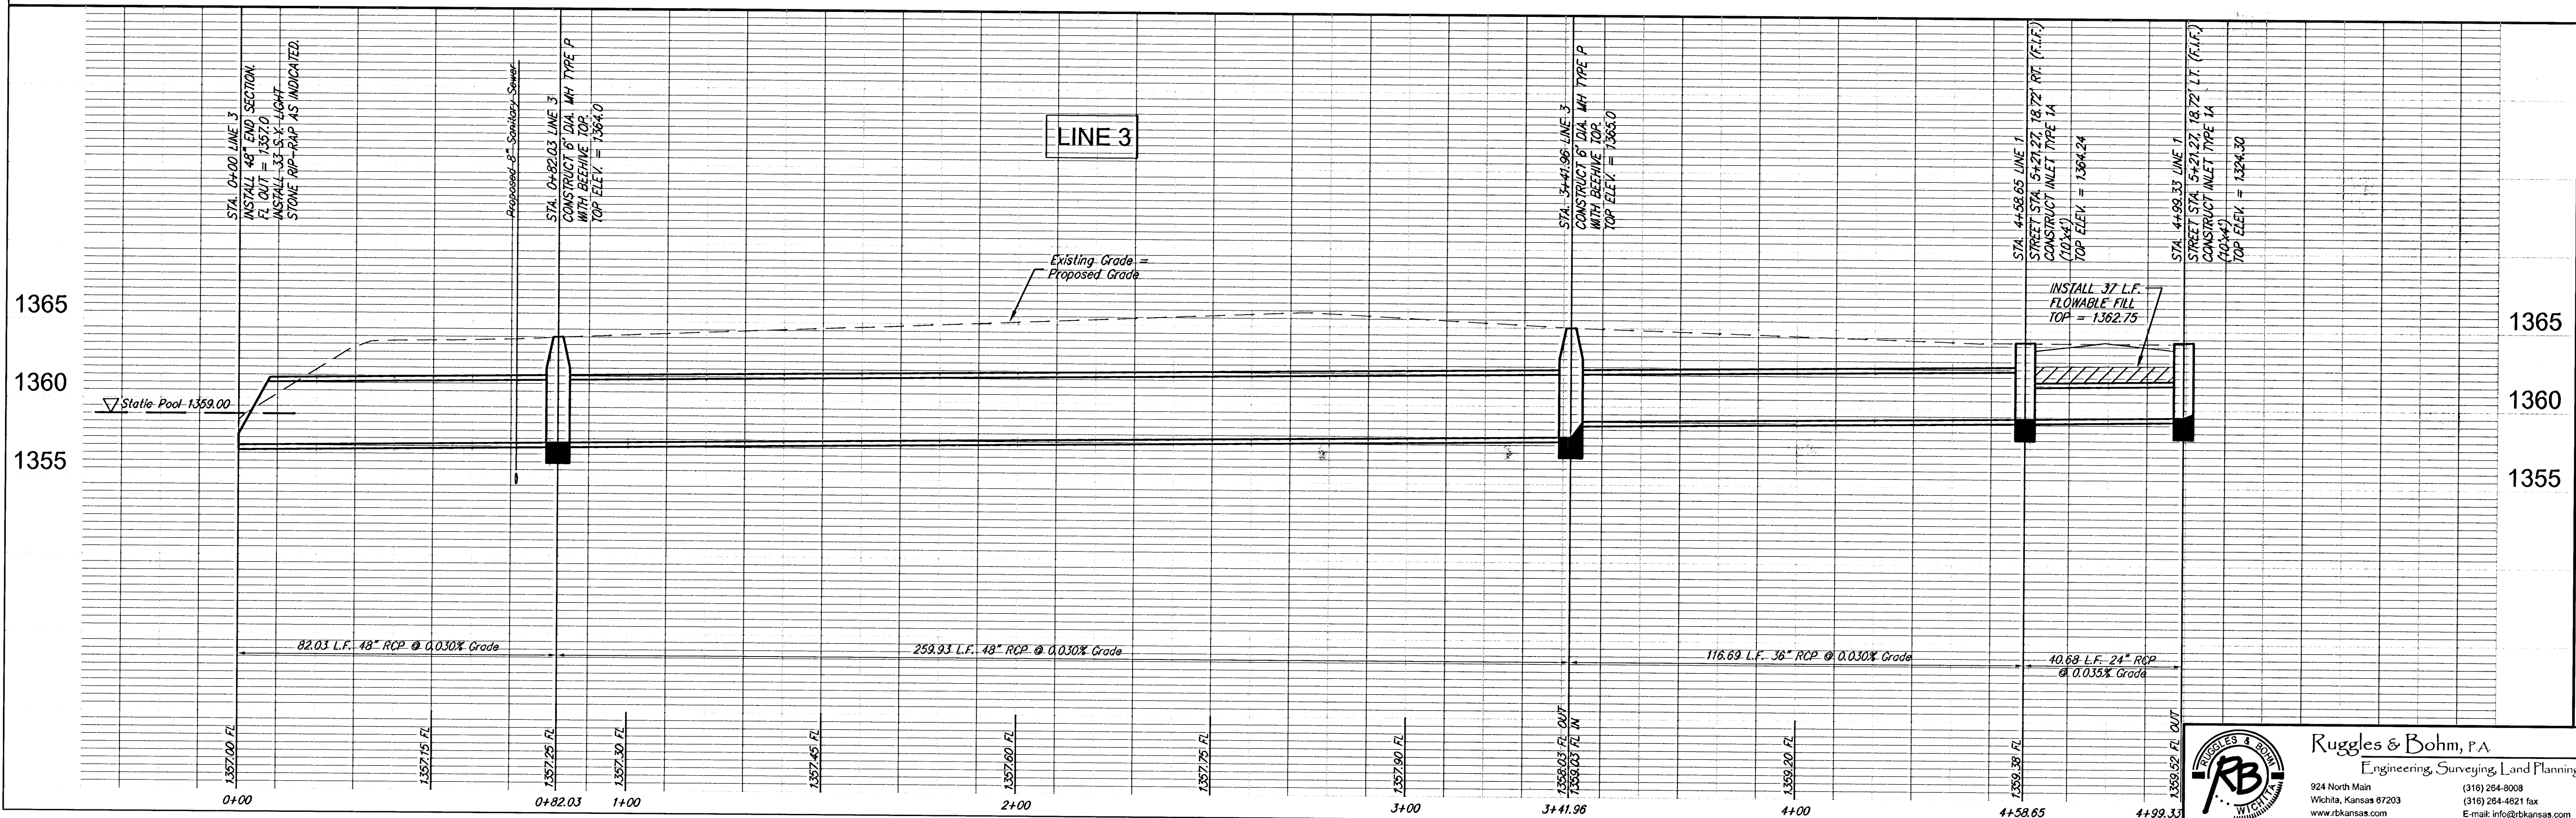 STA. 0+00 LINE 3
INSTALL 48" END SECTION.
FL OUT = 1357.0
INSTALL 33 S.Y. LIGHT
STONE RIP-RAP AS INDICATED.
Proposed 8" Sanitary Sewer
STA. 0+82.03 LINE 3
CONSTRUCT 6' DIA. MH TYPE P
WITH BEEHIVE TOP.
TOP ELEV. = 1364.0
LINE 3
STA. 3+41.96 LINE 3
CONSTRUCT 6' DIA. MH TYPE P
WITH BEEHIVE TOP.
TOP ELEV. = 1365.0
STA. 4+58.65 LINE 1
STREET STA. 5+21.27, 18.72' RT. (F.I.F.)
CONSTRUCT INLET TYPE 1A
(10'x4')
TOP ELEV. = 1364.24
STA. 4+99.33 LINE 1
STREET STA. 5+21.27, 18.72' LT. (F.I.F.)
CONSTRUCT INLET TYPE 1A
(10'x4')
TOP ELEV. = 1324.30
Existing Grade =
Proposed Grade
INSTALL 37 L.F.
FLOWABLE FILL
TOP = 1362.75
1365
1360
1355
Static Pool 1359.00
1365
1360
1355
82.03 L.F. 48" RCP @ 0.030% Grade
259.93 L.F. 48" RCP @ 0.030% Grade
116.69 L.F. 36" RCP @ 0.030% Grade
40.68 L.F. 24" RCP
@ 0.035% Grade
1357.00 FL
1357.15 FL
1357.25 FL
1357.30 FL
1357.45 FL
1357.60 FL
1357.75 FL
1357.90 FL
1358.03 FL OUT
1359.03 FL IN
1359.20 FL
1359.38 FL
1359.52 FL OUT
0+00
0+82.03
1+00
2+00
3+00
3+41.96
4+00
4+58.65
4+99.33
RUGGLES & BOHM
RB
WICHITA
Ruggles & Bohm, P.A.
Engineering, Surveying, Land Planning
924 North Main
Wichita, Kansas 67203
www.rbkansas.com
(316) 264-8008
(316) 264-4621 fax
E-mail: info@rbkansas.com